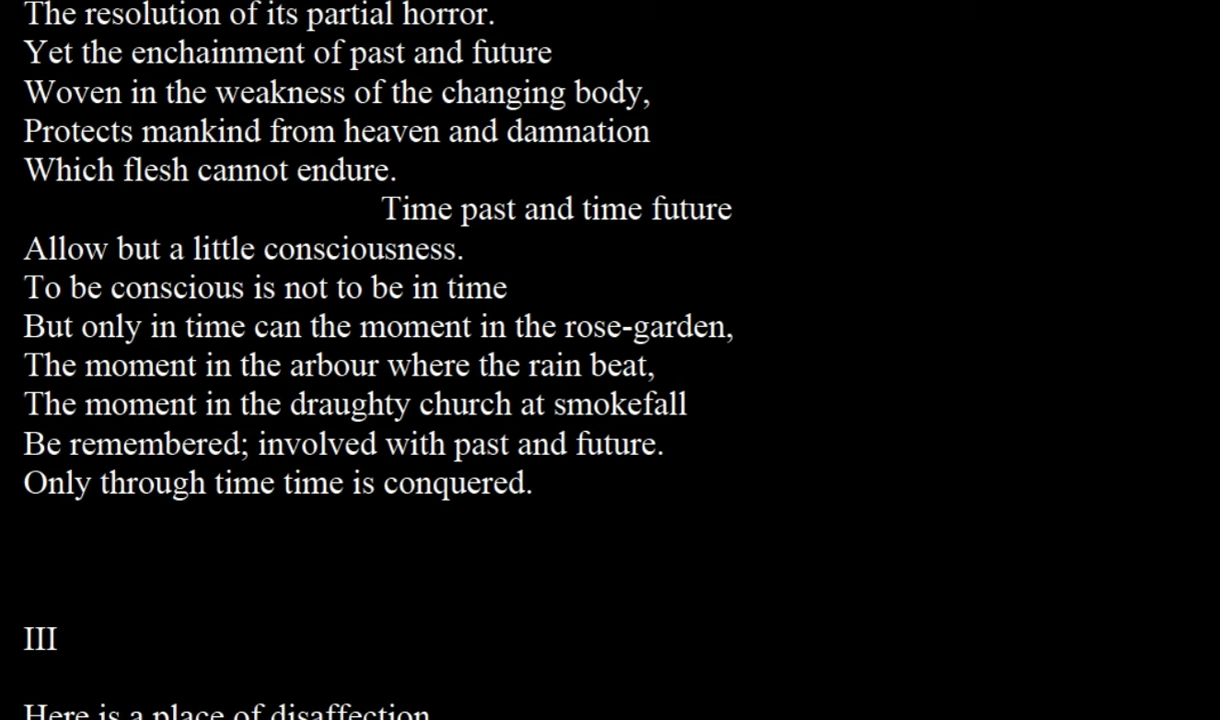 The resolution of its partial horror.
Yet the enchainment of past and future
Woven in the weakness of the changing body,
Protects mankind from heaven and damnation
Which flesh cannot endure.
Time past and time future
Allow but a little consciousness.
To be conscious is not to be in time
But only in time can the moment in the rose-garden,
The moment in the arbour where the rain beat,
The moment in the draughty church at smokefall
Be remembered; involved with past and future.
Only through time time is conquered.
III
Here is a place of disaffection